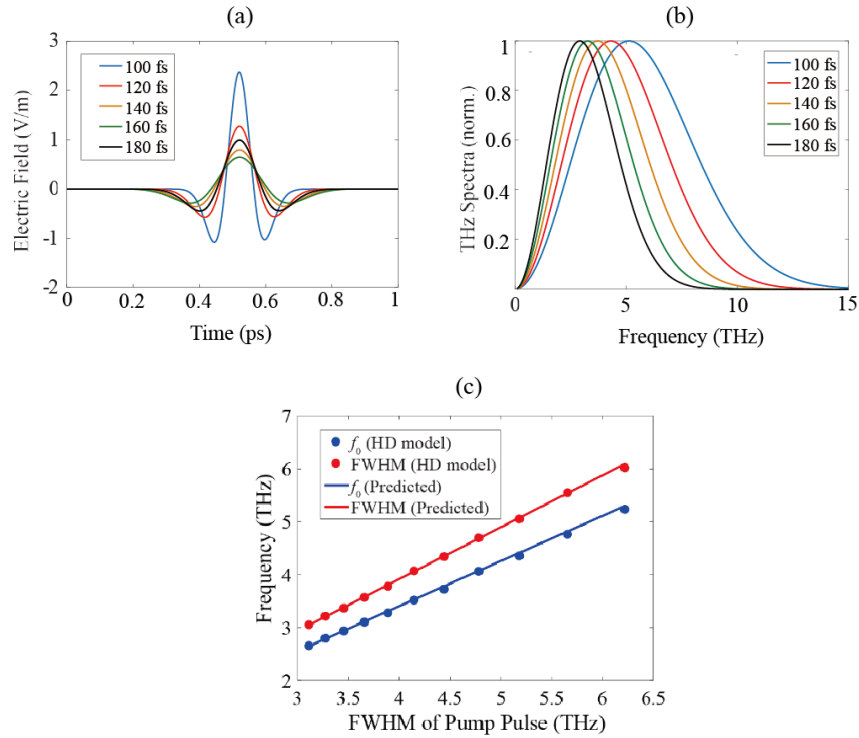 (a)
Electric Field (V/m)
3
2
1
0
-1
-2
100 fs
120 fs
140 fs
160 fs
180 fs
0
0.2
0.4
0.6
0.8
1
Time (ps)
(b)
THz Spectra (norm.)
1
0.8
0.6
0.4
0.2
100 fs
120 fs
140 fs
160 fs
180 fs
0
5
10
15
Frequency (THz)
(c)
Frequency (THz)
7
6
5
4
3
2
f0 (HD model)
FWHM (HD model)
f0 (Predicted)
FWHM (Predicted)
3
3.5
4
4.5
5
5.5
6
6.5
FWHM of Pump Pulse (THz)